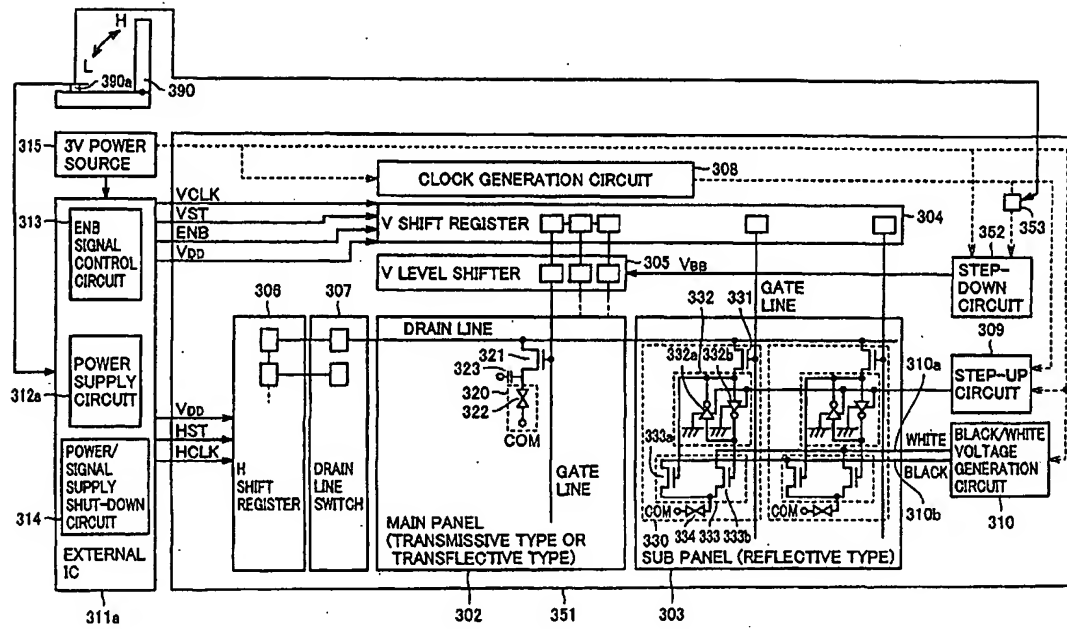 H
L
390a
390
315
3V POWER
SOURCE
308
CLOCK GENERATION CIRCUIT
VCLK
VST
ENB
VDD
V SHIFT REGISTER
304
353
313
ENB
SIGNAL
CONTROL
CIRCUIT
V LEVEL SHIFTER
305
VBB
352
STEP-
DOWN
CIRCUIT
GATE
LINE
306
307
DRAIN LINE
332
331
309
321
323
320
322
COM
332a
332b
310a
STEP-UP
CIRCUIT
POWER
SUPPLY
CIRCUIT
312a
VDD
HST
HCLK
333a
WHITE
BLACK
BLACK/WHITE
VOLTAGE
GENERATION
CIRCUIT
POWER/
SIGNAL
SUPPLY
SHUT-DOWN
CIRCUIT
314
H
SHIFT
REGISTER
DRAIN
LINE
SWITCH
GATE
LINE
COM
COM
310b
310
330
334
333
333b
EXTERNAL
IC
MAIN PANEL
(TRANSMISSIVE TYPE OR
TRANSFLECTIVE TYPE)
SUB PANEL (REFLECTIVE TYPE)
311a
302
351
303